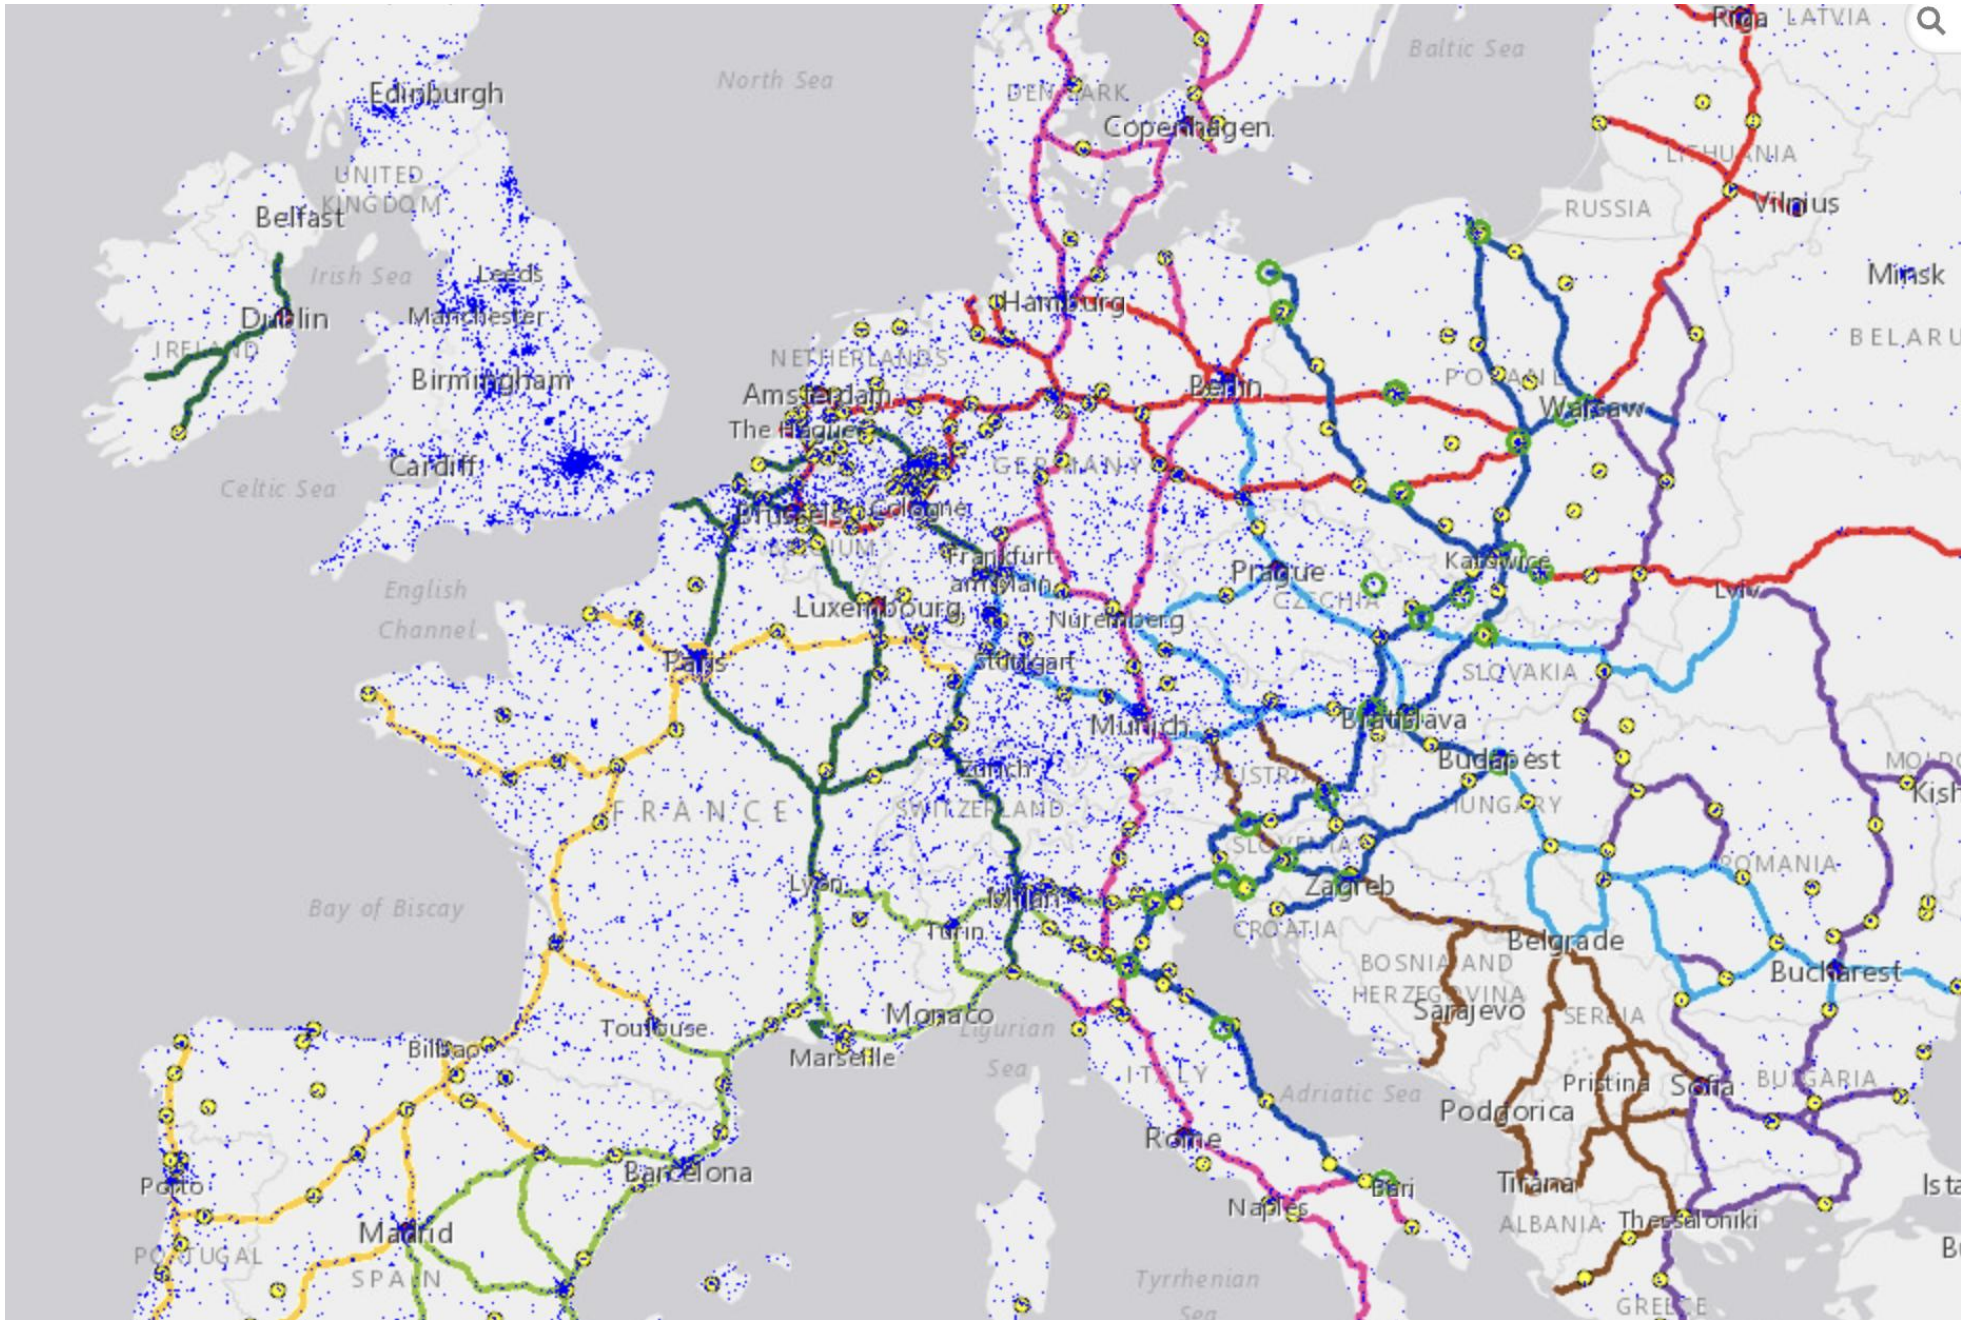 Riga
LATVIA
Baltic Sea
North Sea
Edinburgh
DENMARK
Copenhagen
LITHUANIA
UNITED
KINGDOM
Belfast
RUSSIA
Vilnius
Irish Sea
Leeds
Minsk
Hamburg
Dublin
Manchester
IRELAND
BELARU
NETHERLANDS
Birmingham
POLAND
Berlin
Amsterdam
Warsaw
The Hague
Cardiff
GERMANY
Celtic Sea
Brussels
Cologne
Frankfurt
am Main
Katowice
Prague
CZECHIA
English
Channel
Lviv
Luxembourg
Nuremberg
Paris
Stuttgart
SLOVAKIA
Munich
Bratislava
Budapest
MOLDO
Zürich
AUSTRIA
Kish
FRANCE
SWITZERLAND
HUNGARY
SLOVENIA
ROMANIA
Lyon
Milan
Zagreb
Bay of Biscay
Turin
CROATIA
Belgrade
BOSNIA AND
HERZEGOVINA
Bucharest
Sarajevo
SERBIA
Monaco
Ligurian
Sea
Toulouse
Bilbao
Marseille
ITALY
Adriatic Sea
Pristina
Sofia
BULGARIA
Podgorica
Rome
Barcelona
Porto
Tirana
Bari
Ista
Naples
Madrid
ALBANIA
Thessaloniki
PORTUGAL
SPAIN
Tyrrhenian
Sea
GREECE